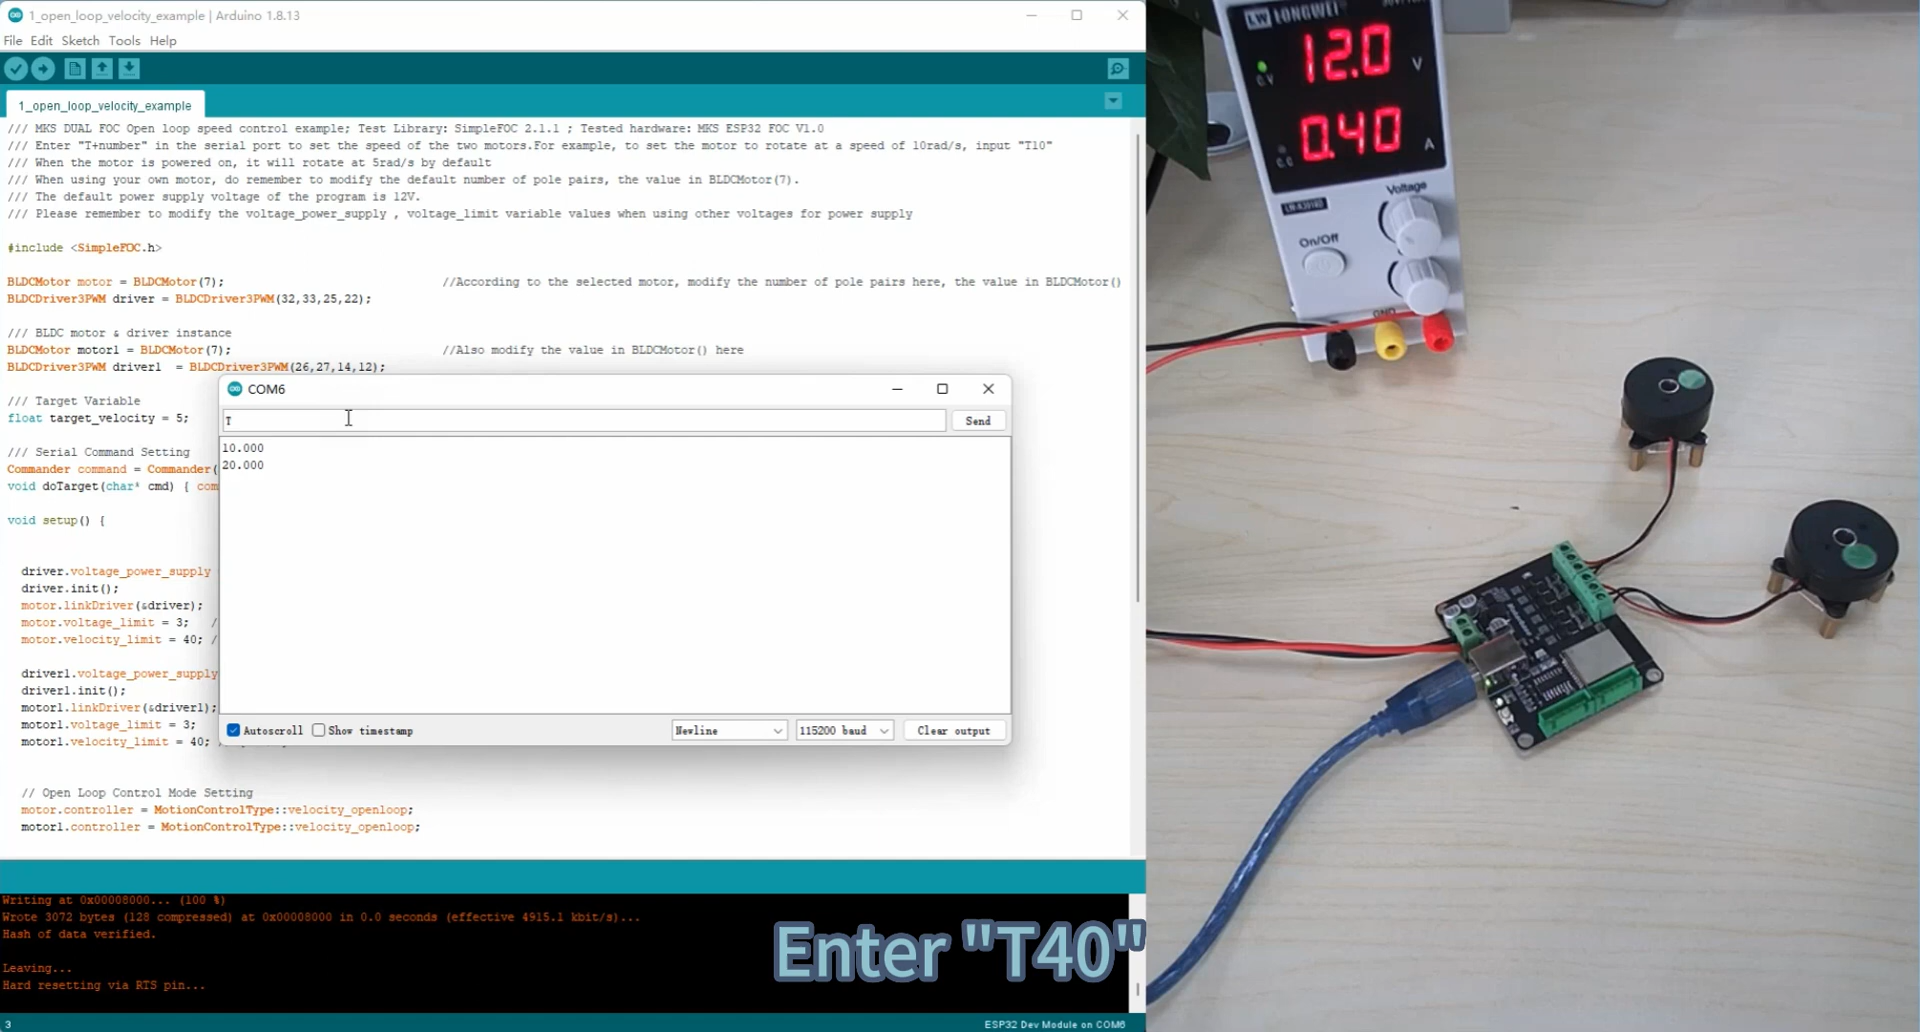 1_open_loop_velocity_example | Arduino 1.8.13
File Edit Sketch Tools Help
1_open_loop_velocity_example
/// MKS DUAL FOC Open loop speed control example; Test Library: SimpleFOC 2.1.1 ; Tested hardware: MKS ESP32 FOC V1.0
/// Enter "T+number" in the serial port to set the speed of the two motors.For example, to set the motor to rotate at a speed of 10rad/s, input "T10"
/// When the motor is powered on, it will rotate at 5rad/s by default
/// When using your own motor, do remember to modify the default number of pole pairs, the value in BLDCMotor(7).
/// The default power supply voltage of the program is 12V.
/// Please remember to modify the voltage_power_supply , voltage_limit variable values when using other voltages for power supply
#include <SimpleFOC.h>
BLDCMotor motor = BLDCMotor(7); //According to the selected motor, modify the number of pole pairs here, the value in BLDCMotor()
BLDCDriver3PWM driver = BLDCDriver3PWM(32,33,25,22);
/// BLDC motor & driver instance
BLDCMotor motor1 = BLDCMotor(7); //Also modify the value in BLDCMotor() here
BLDCDriver3PWM driver1 = BLDCDriver3PWM(26,27,14,12);
/// Target Variable
float target_velocity = 5;
/// Serial Command Setting
Commander command = Commander(
void doTarget(char* cmd) { com
void setup() {
driver.voltage_power_supply
driver.init();
motor.linkDriver(&driver);
motor.voltage_limit = 3; /
motor.velocity_limit = 40; /
driver1.voltage_power_supply
driver1.init();
motor1.linkDriver(&driver1);
motor1.voltage_limit = 3;
motor1.velocity_limit = 40; /
// Open Loop Control Mode Setting
motor.controller = MotionControlType::velocity_openloop;
motor1.controller = MotionControlType::velocity_openloop;
COM6
T
Send
10.000
20.000
Autoscroll Show timestamp Newline 115200 baud Clear output
Writing at 0x00008000... (100 %)
Wrote 3072 bytes (128 compressed) at 0x00008000 in 0.0 seconds (effective 4915.1 kbit/s)...
Hash of data verified.
Leaving...
Hard resetting via RTS pin...
3
ESP32 Dev Module on COM6
Enter "T40"
LW LONGWEI
12.0 V
C.V
0.40 A
C.C
Voltage
On/Off
GND